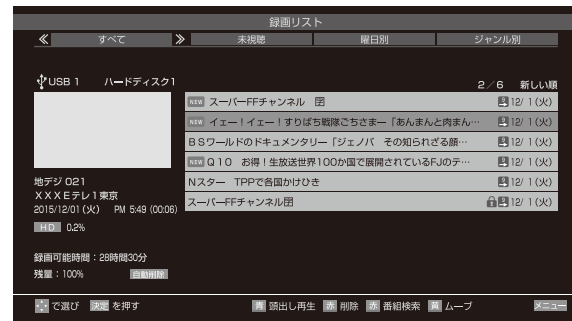 録画リスト
≪ すべて ≫ 未視聴 曜日別 ジャンル別
USB 1 ハードディスク1
2／6 新しい順
NEW スーパーFFチャンネル 囝 12/ 1 (火)
NEW イェー！イェー！すりばち戦隊ごちさまー「あんまんと肉まん… 12/ 1 (火)
BSワールドのドキュメンタリー「ジェノバ その知られざる顔… 12/ 1 (火)
NEW Q10 お得！生放送世界100か国で展開されているFJのテ… 12/ 1 (火)
Nスター TPPで各国かけひき 12/ 1 (火)
スーパーFFチャンネル 12/ 1 (火)
地デジ 021
XXXEテレ1東京
2015/12/01 (火) PM 5:49 (00:06)
HD 0.2%
録画可能時間：28時間30分
残量：100% 自動削除
で選び 決定 を押す 青 頭出し再生 赤 削除 赤 番組検索 黄 ムーブ メニュー